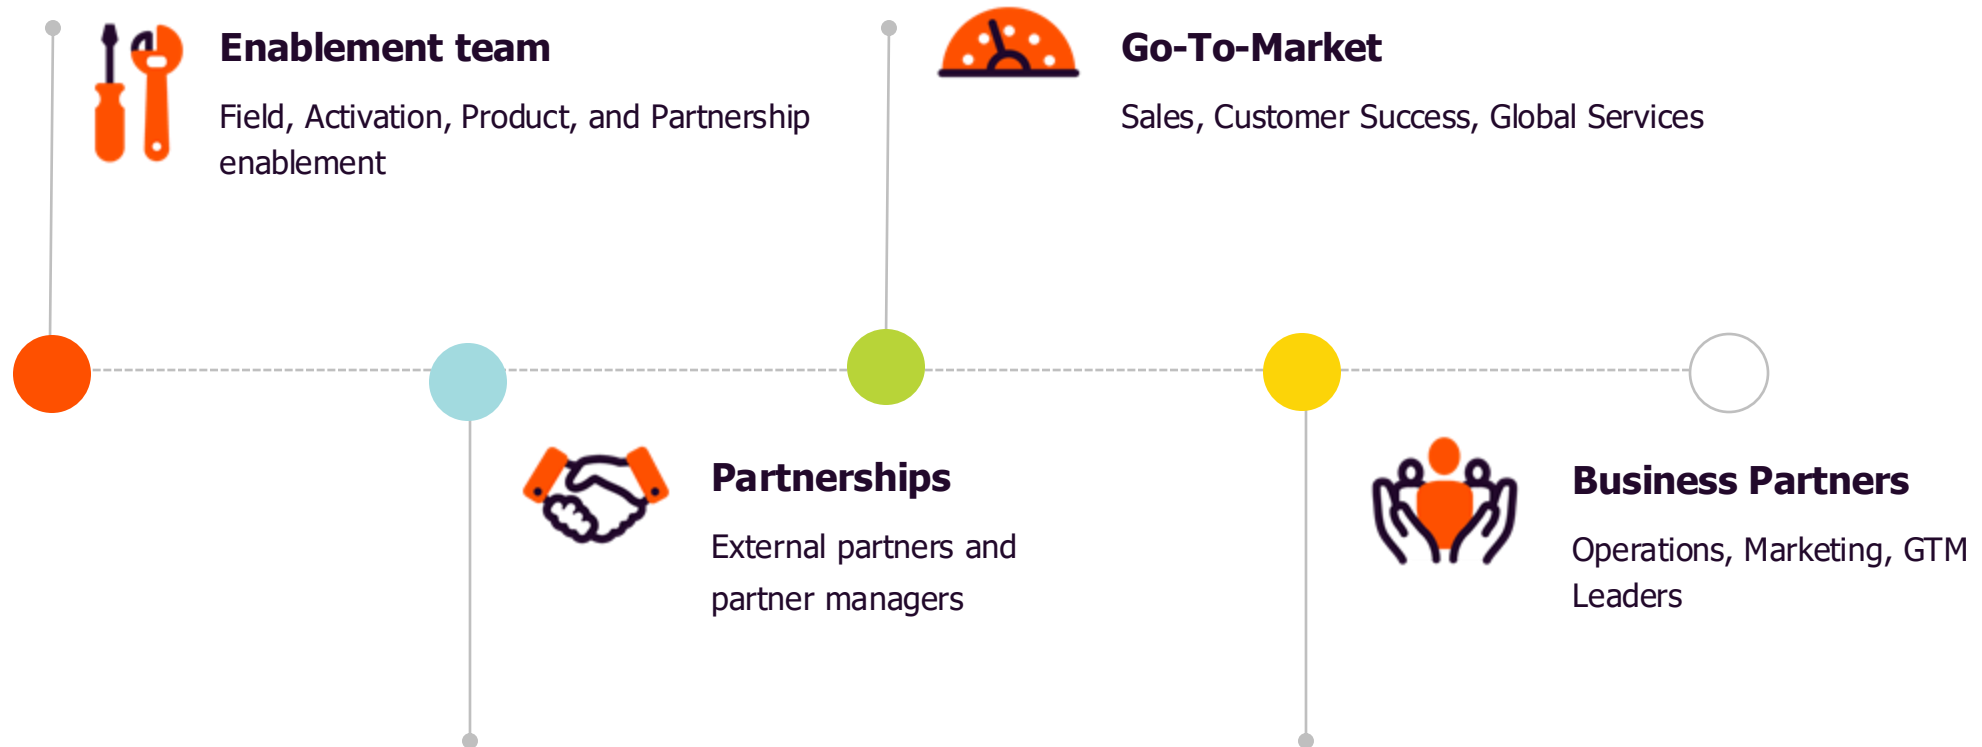 Enablement team
Field, Activation, Product, and Partnership
enablement
Go-To-Market
Sales, Customer Success, Global Services
Partnerships
External partners and
partner managers
Business Partners
Operations, Marketing, GTM
Leaders